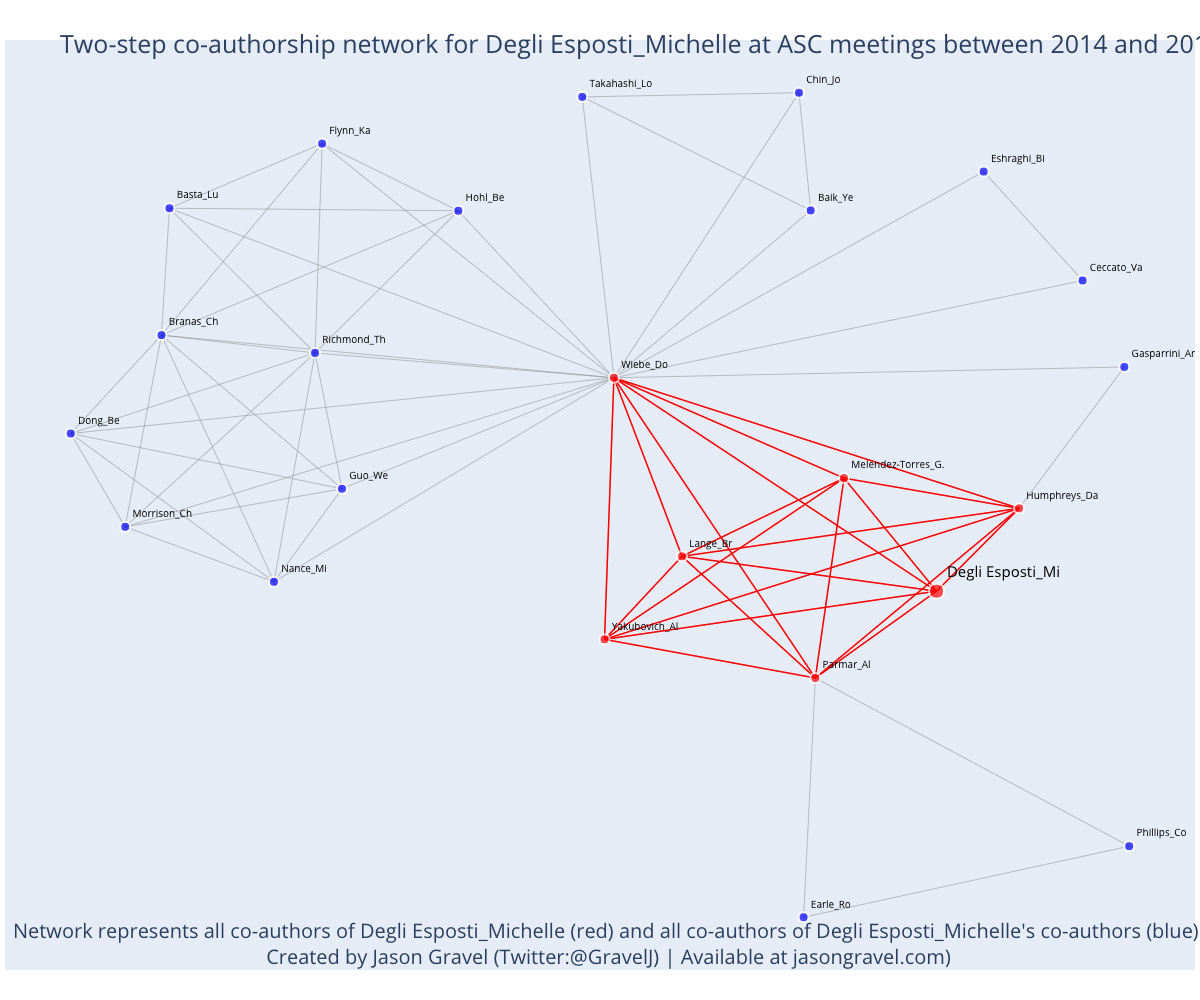 Two-step co-authorship network for Degli Esposti_Michelle at ASC meetings between 2014 and
Takahashi_Lo
Chin_Jo
Flynn_Ka
Eshraghi_Bi
Basta_Lu
Hohl_Be
Baik_Ye
Ceccato_Va
Branas_Ch
Richmond_Th
Gasparrini_An
Wiebe_Do
Dong_Be
Melendez-Torres_G.
Guo_We
Humphreys_Da
Morrison_Ch
Lange_Br
Nance_Mi
Degli Esposti_Mi
Yakubovich_Al
Parmar_Al
Phillips_Co
Earle_Ro
Network represents all co-authors of Degli Esposti_Michelle (red) and all co-authors of Degli Esposti_Michelle's co-authors (blue)
Created by Jason Gravel (Twitter:@GravelJ) | Available at jasongravel.com)